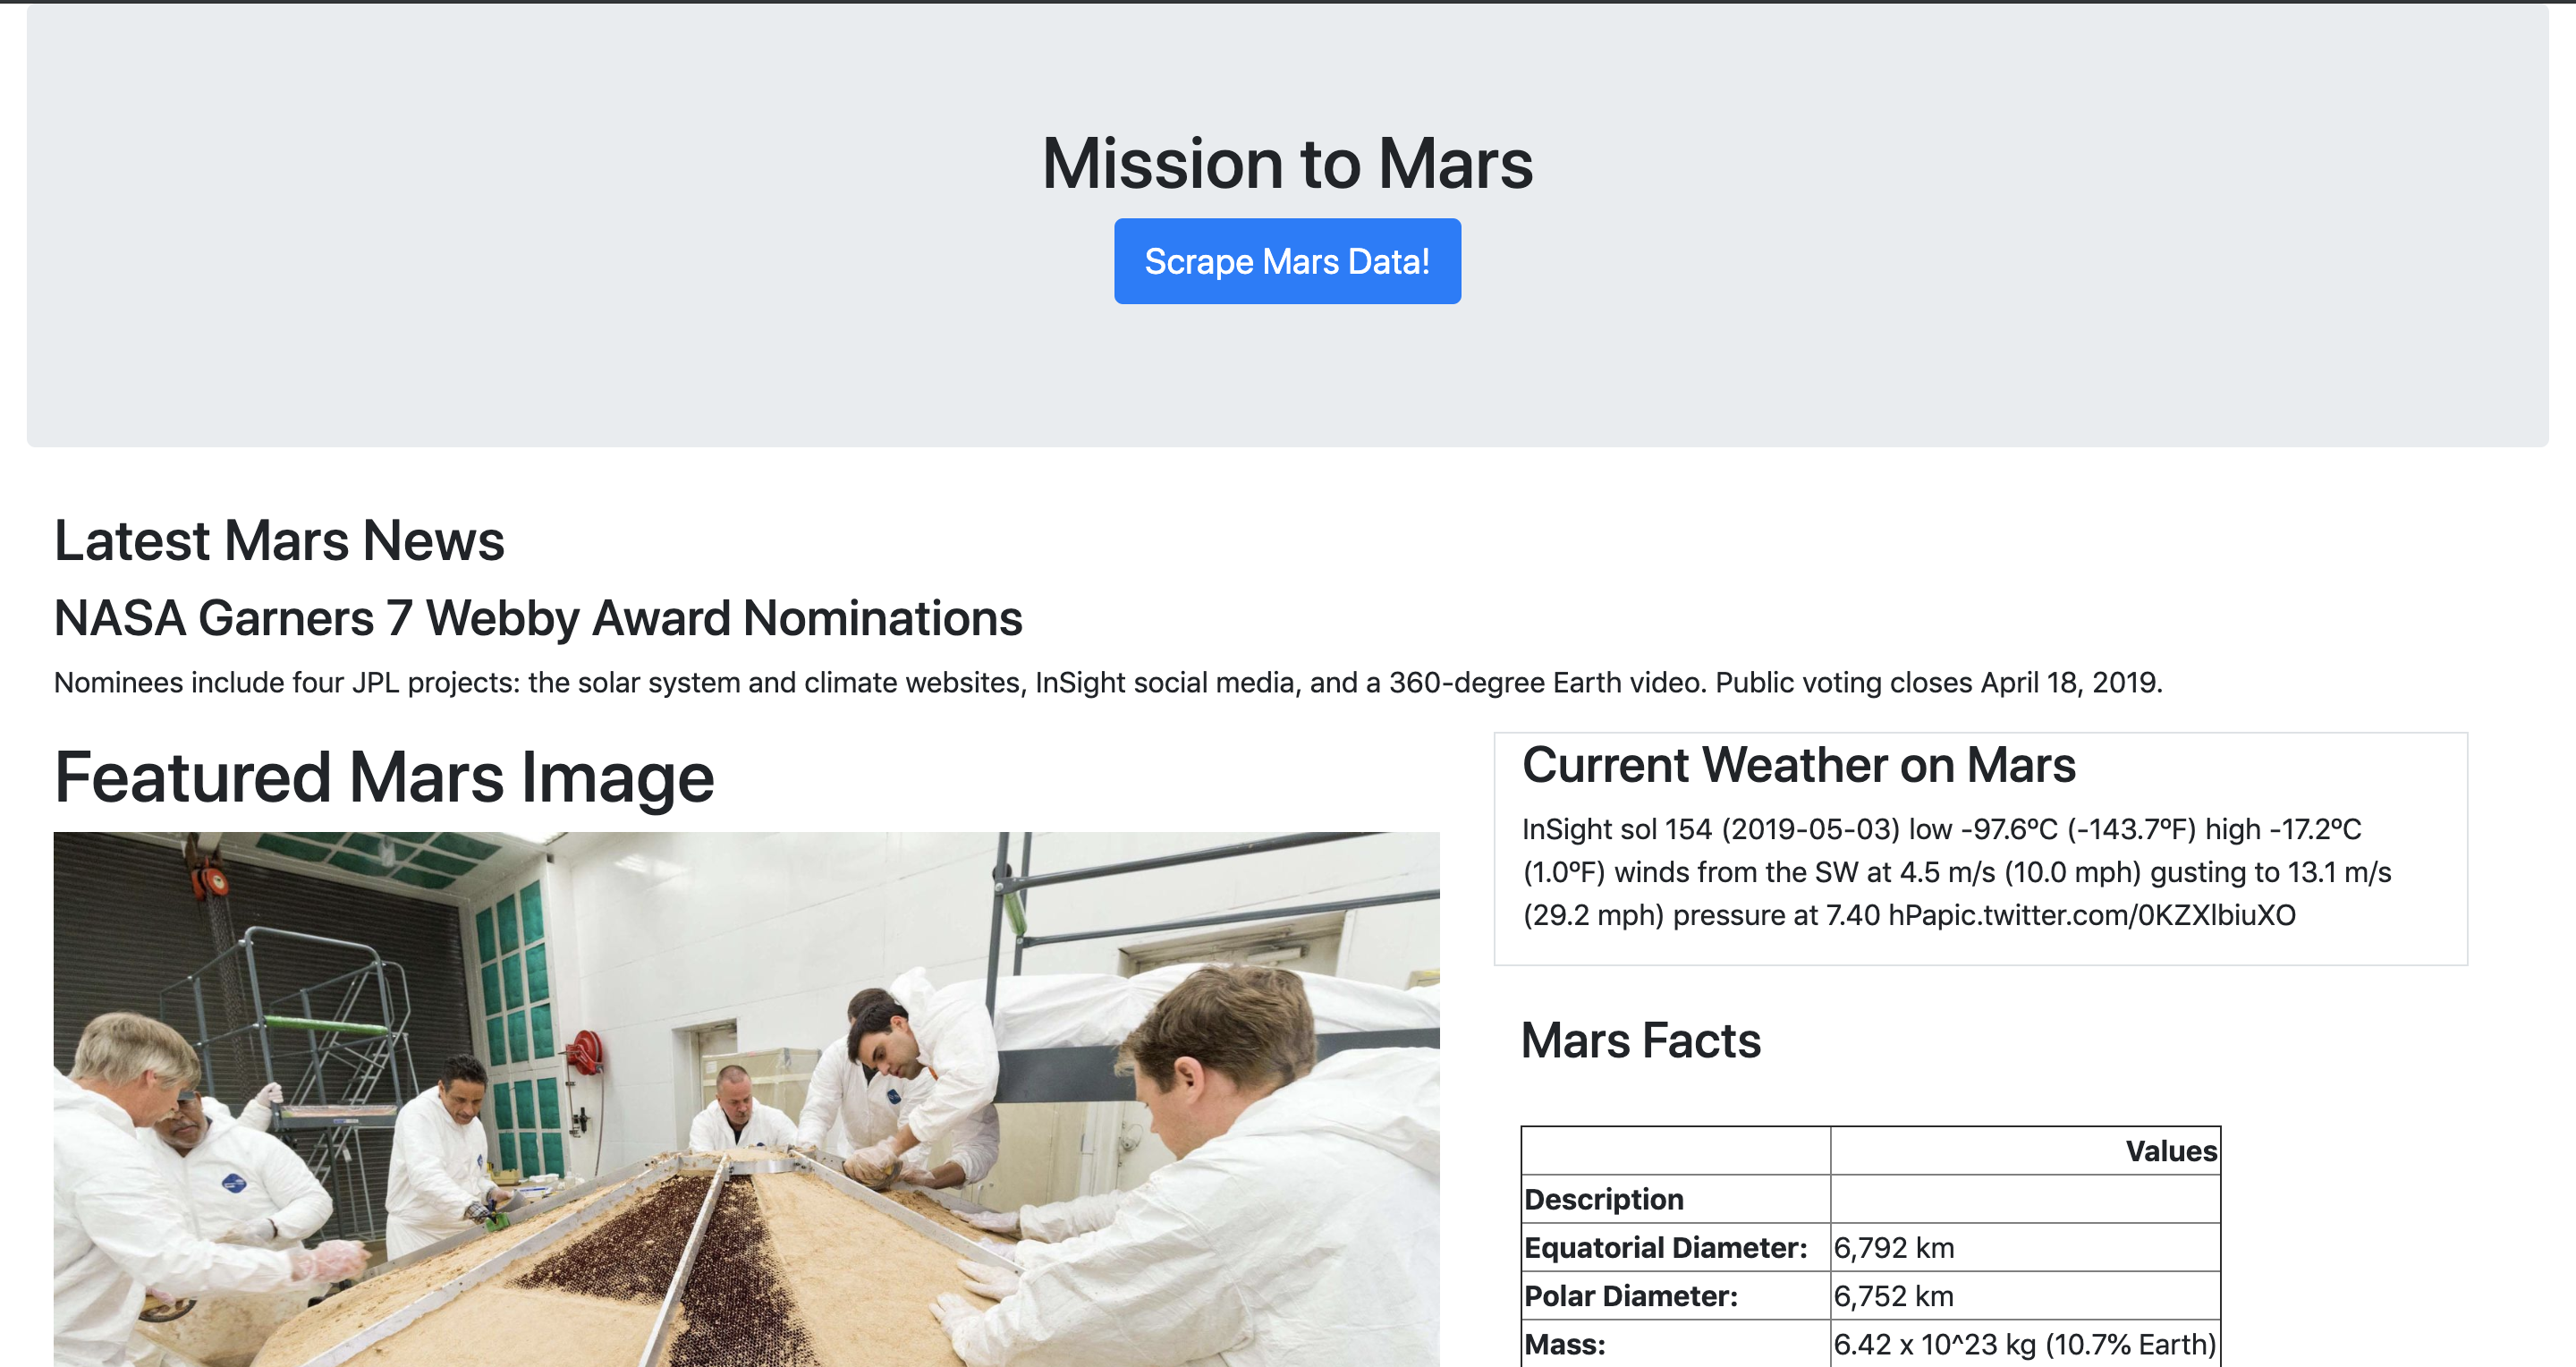 Mission to Mars
Scrape Mars Data!
Latest Mars News
NASA Garners 7 Webby Award Nominations
Nominees include four JPL projects: the solar system and climate websites, InSight social media, and a 360-degree Earth video. Public voting closes April 18, 2019.
Featured Mars Image
Current Weather on Mars
InSight sol 154 (2019-05-03) low -97.6ºC (-143.7ºF) high -17.2ºC
(1.0ºF) winds from the SW at 4.5 m/s (10.0 mph) gusting to 13.1 m/s
(29.2 mph) pressure at 7.40 hPapic.twitter.com/0KZXlbiuXO
Mars Facts
Values
Description
Equatorial Diameter: 6,792 km
Polar Diameter: 6,752 km
Mass: 6.42 x 10^23 kg (10.7% Earth)